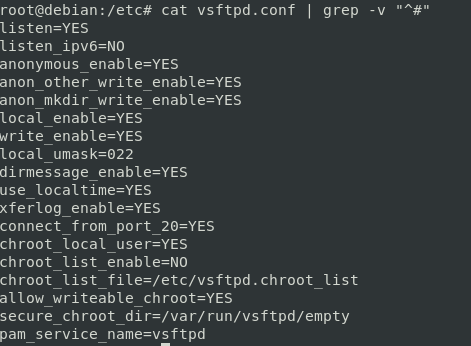 root@debian:/etc# cat vsftpd.conf | grep -v "^#"
listen=YES
listen_ipv6=NO
anonymous_enable=YES
anon_other_write_enable=YES
anon_mkdir_write_enable=YES
local_enable=YES
write_enable=YES
local_umask=022
dirmessage_enable=YES
use_localtime=YES
xferlog_enable=YES
connect_from_port_20=YES
chroot_local_user=YES
chroot_list_enable=NO
chroot_list_file=/etc/vsftpd.chroot_list
allow_writeable_chroot=YES
secure_chroot_dir=/var/run/vsftpd/empty
pam_service_name=vsftpd